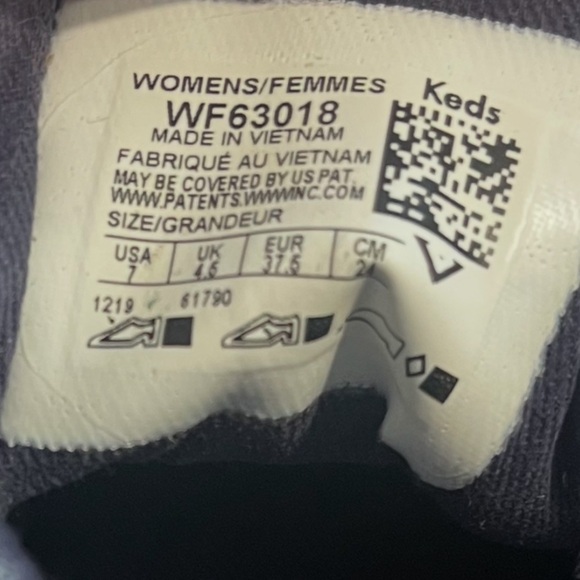 WOMENS/FEMMES
Keds
WF63018
MADE IN VIETNAM
FABRIQUÉ AU VIETNAM
MAY BE COVERED BY US PAT.
WWW.PATENTS.WWWINC.COM
SIZE/GRANDEUR
USA UK EUR CM
7 4.5 37.5 24
1219 61790